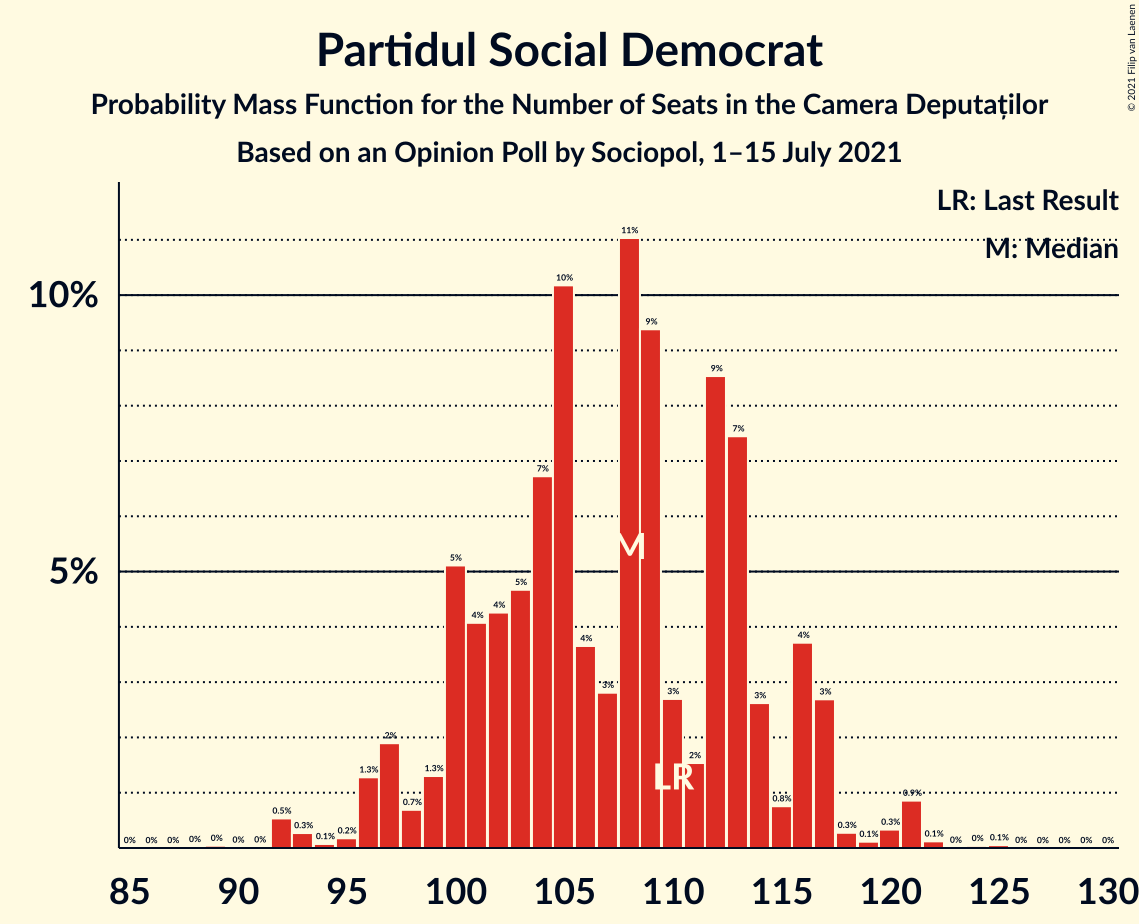 Partidul Social Democrat
Probability Mass Function for the Number of Seats in the Camera Deputaților
Based on an Opinion Poll by Sociopol, 1–15 July 2021
© 2021 Filip van Laenen
LR: Last Result
M: Median
10%
5%
0% 0% 0% 0% 0% 0% 0% 0.5% 0.3% 0.1% 0.2% 1.3% 2% 0.7% 1.3% 5% 4% 4% 5% 7% 10% 4% 3% 11% 9% 3% 2% 9% 7% 3% 0.8% 4% 3% 0.3% 0.1% 0.3% 0.9% 0.1% 0% 0% 0.1% 0% 0% 0% 0% 0%
M
LR
85 90 95 100 105 110 115 120 125 130